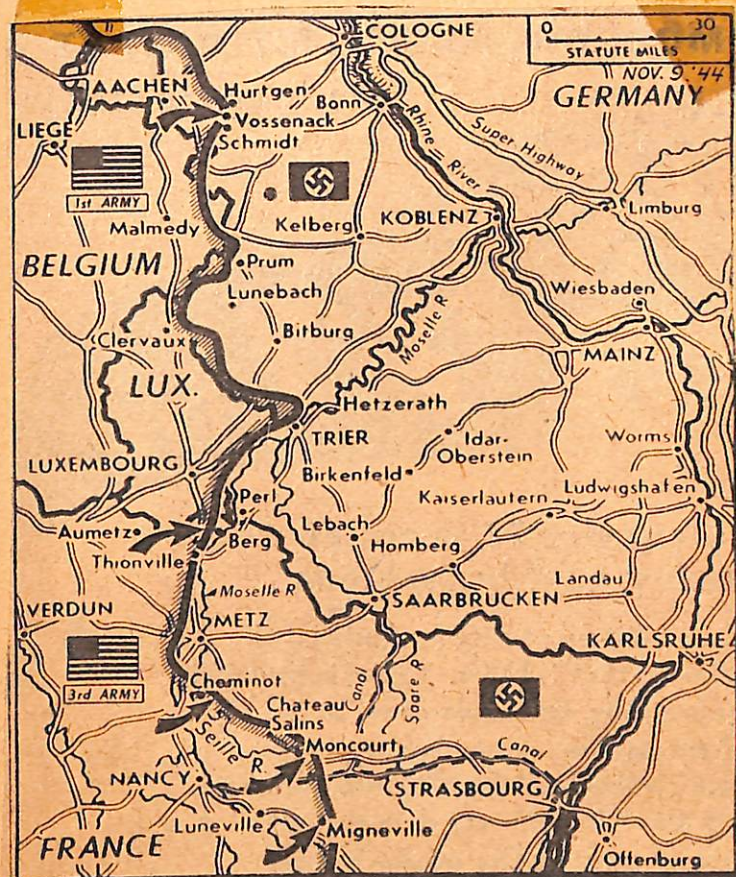 COLOGNE
0 30
STATUTE MILES
NOV. 9, '44
GERMANY
AACHEN
Hurtgen
Bonn
Rhine River
Super Highway
LIEGE
Vossenack
Schmidt
1st ARMY
Malmedy
Kelberg
KOBLENZ
Limburg
BELGIUM
Prum
Lunebach
Wiesbaden
Clervaux
Bitburg
Moselle R
MAINZ
LUX.
Hetzerath
TRIER
Idar-
Oberstein
Worms
LUXEMBOURG
Birkenfeld
Perl
Kaiserlautern
Ludwigshafen
Aumetz
Berg
Lebach
Homberg
Thionville
Moselle R
Landau
VERDUN
METZ
SAARBRUCKEN
KARLSRUHE
3rd ARMY
Cheminot
Chateau
Salins
Canal
Saare R
Seille R.
Moncourt
Canal
NANCY
STRASBOURG
Luneville
Migneville
FRANCE
Offenburg